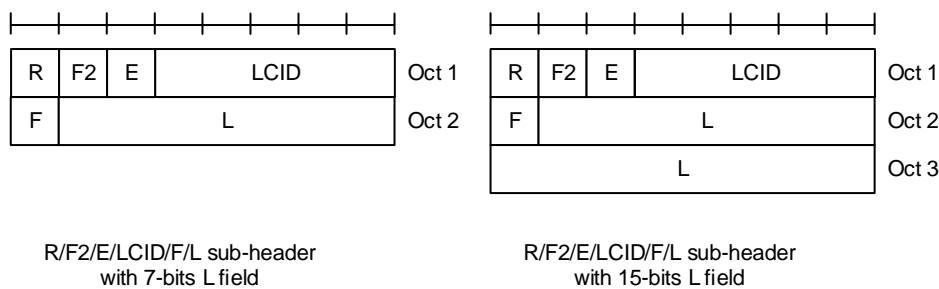 R F2 E LCID Oct 1
F L Oct 2
R/F2/E/LCID/F/L sub-header
with 7-bits L field
R F2 E LCID Oct 1
F L Oct 2
L Oct 3
R/F2/E/LCID/F/L sub-header
with 15-bits L field